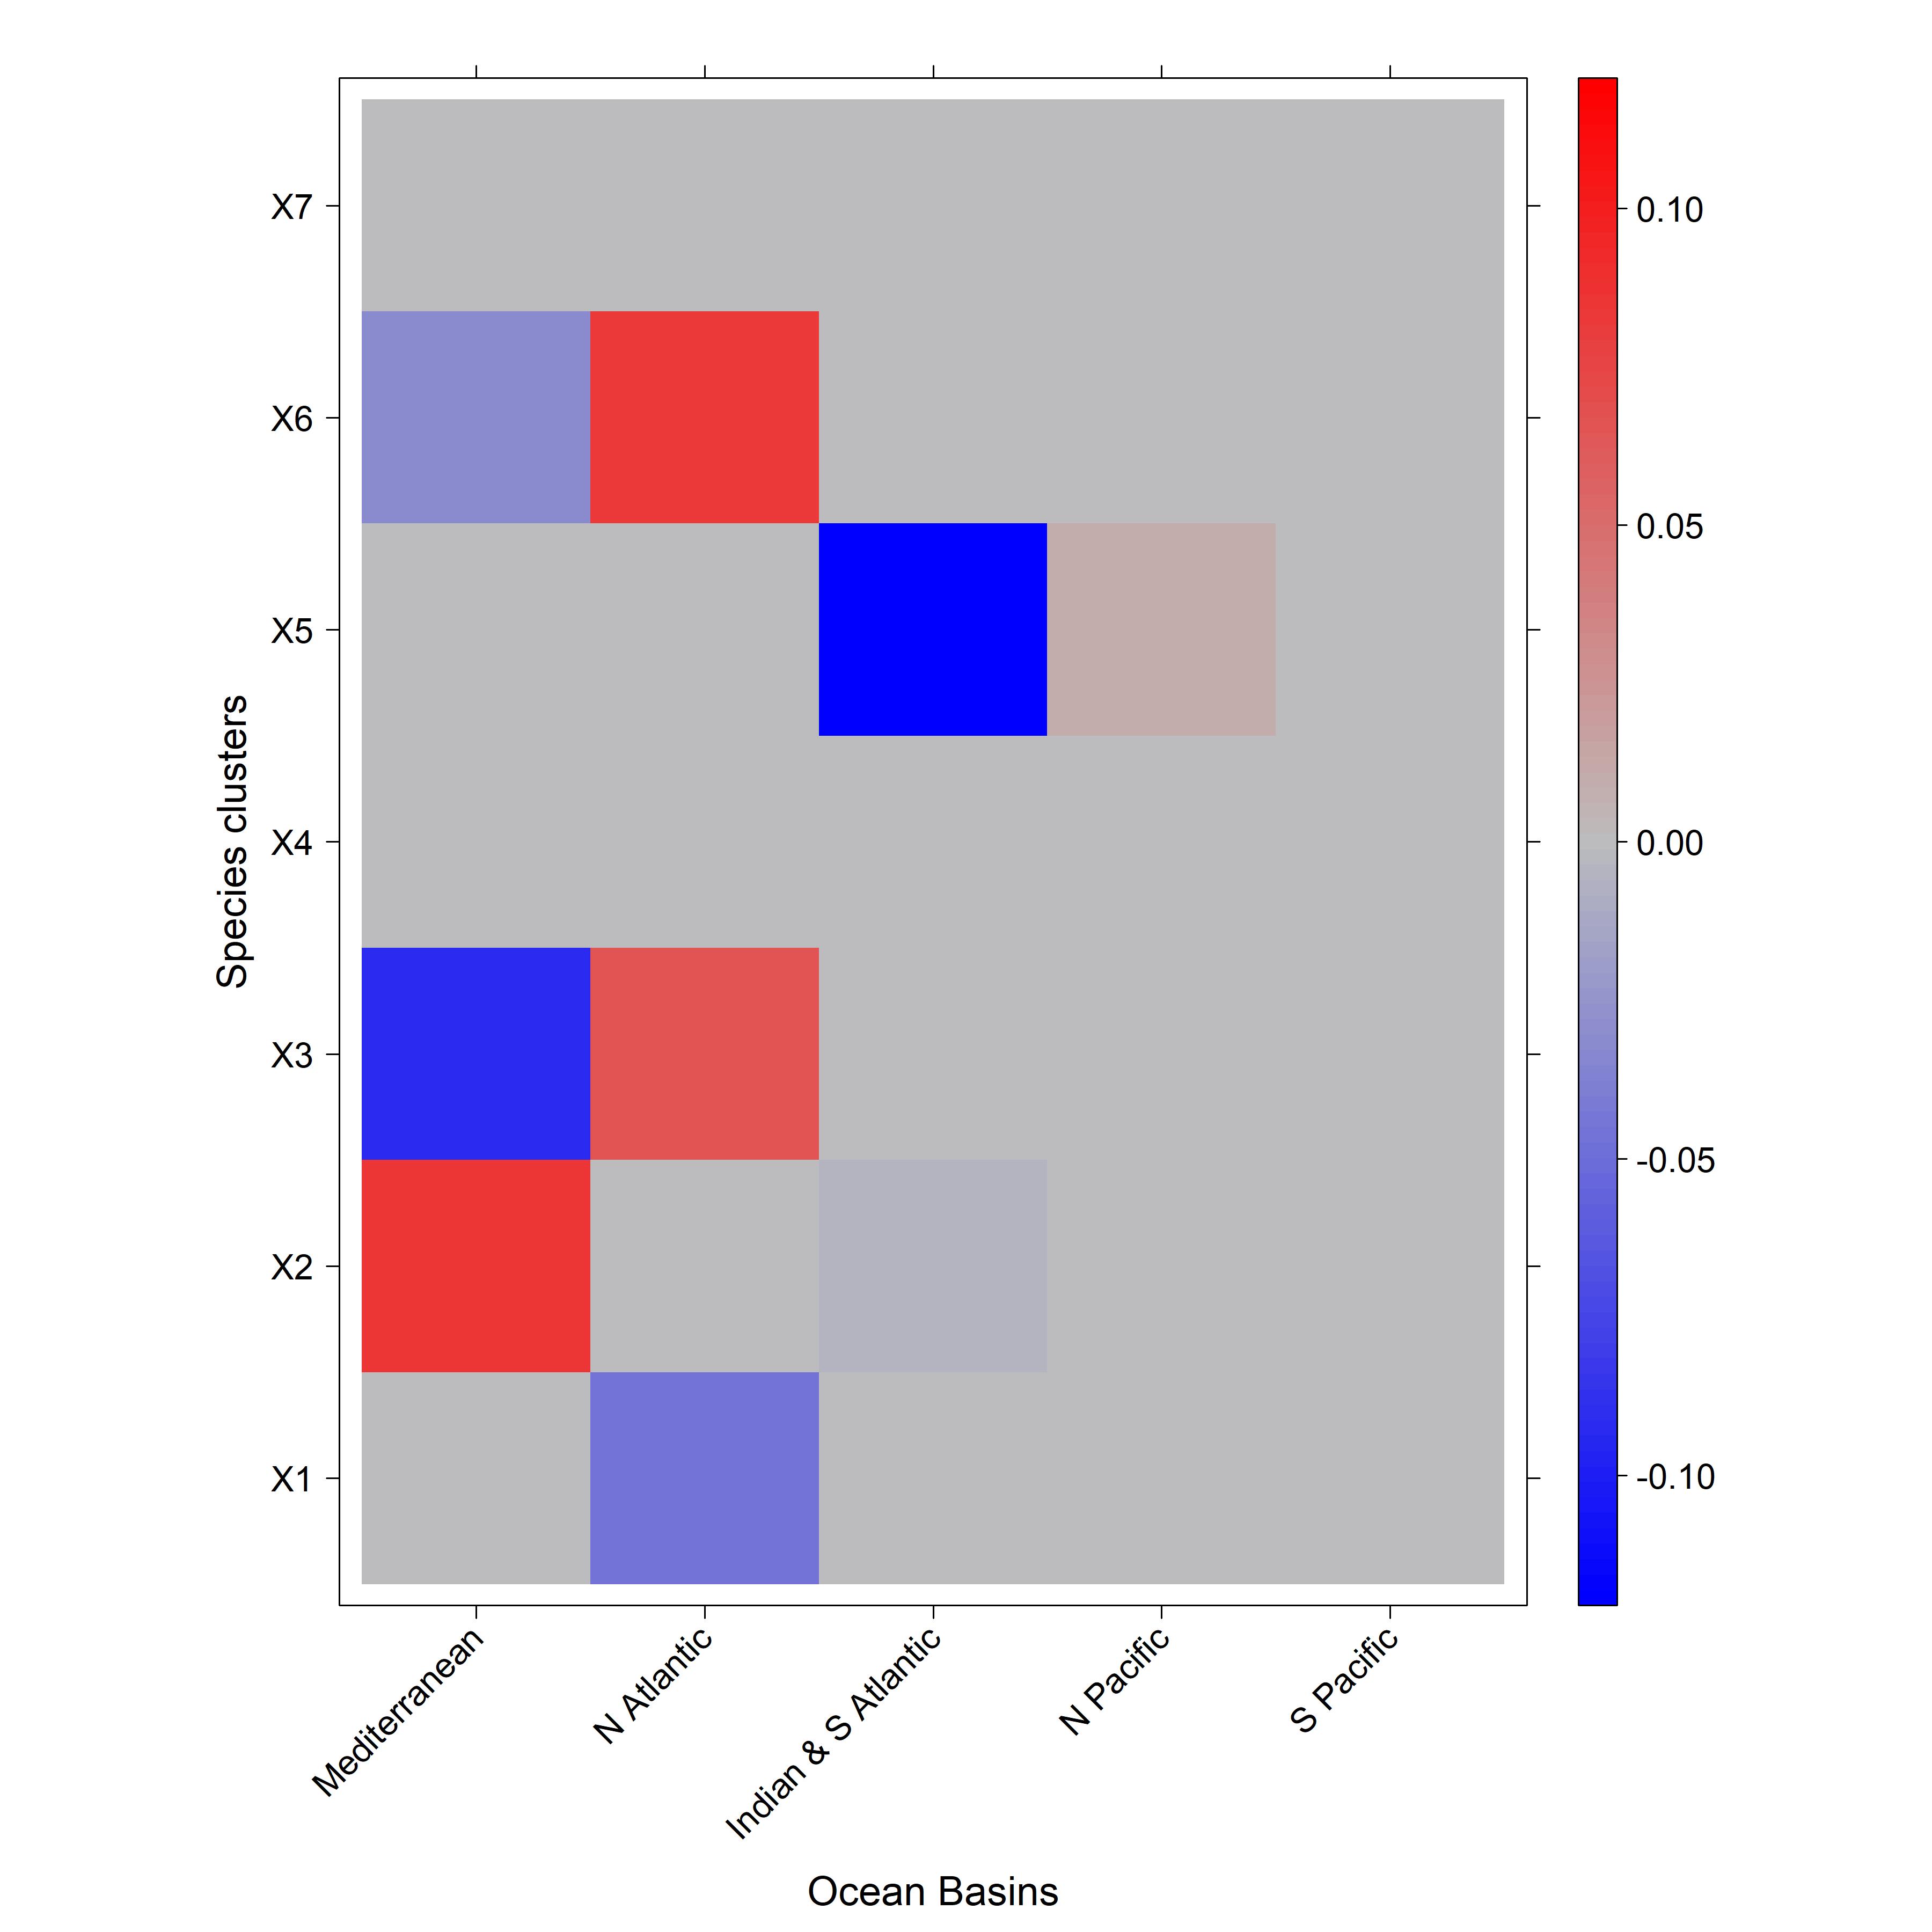 X7
X6
X5
X4
X3
X2
X1
Species clusters
0.10
0.05
0.00
-0.05
-0.10
Mediterranean
N Atlantic
Indian & S Atlantic
N Pacific
S Pacific
Ocean Basins